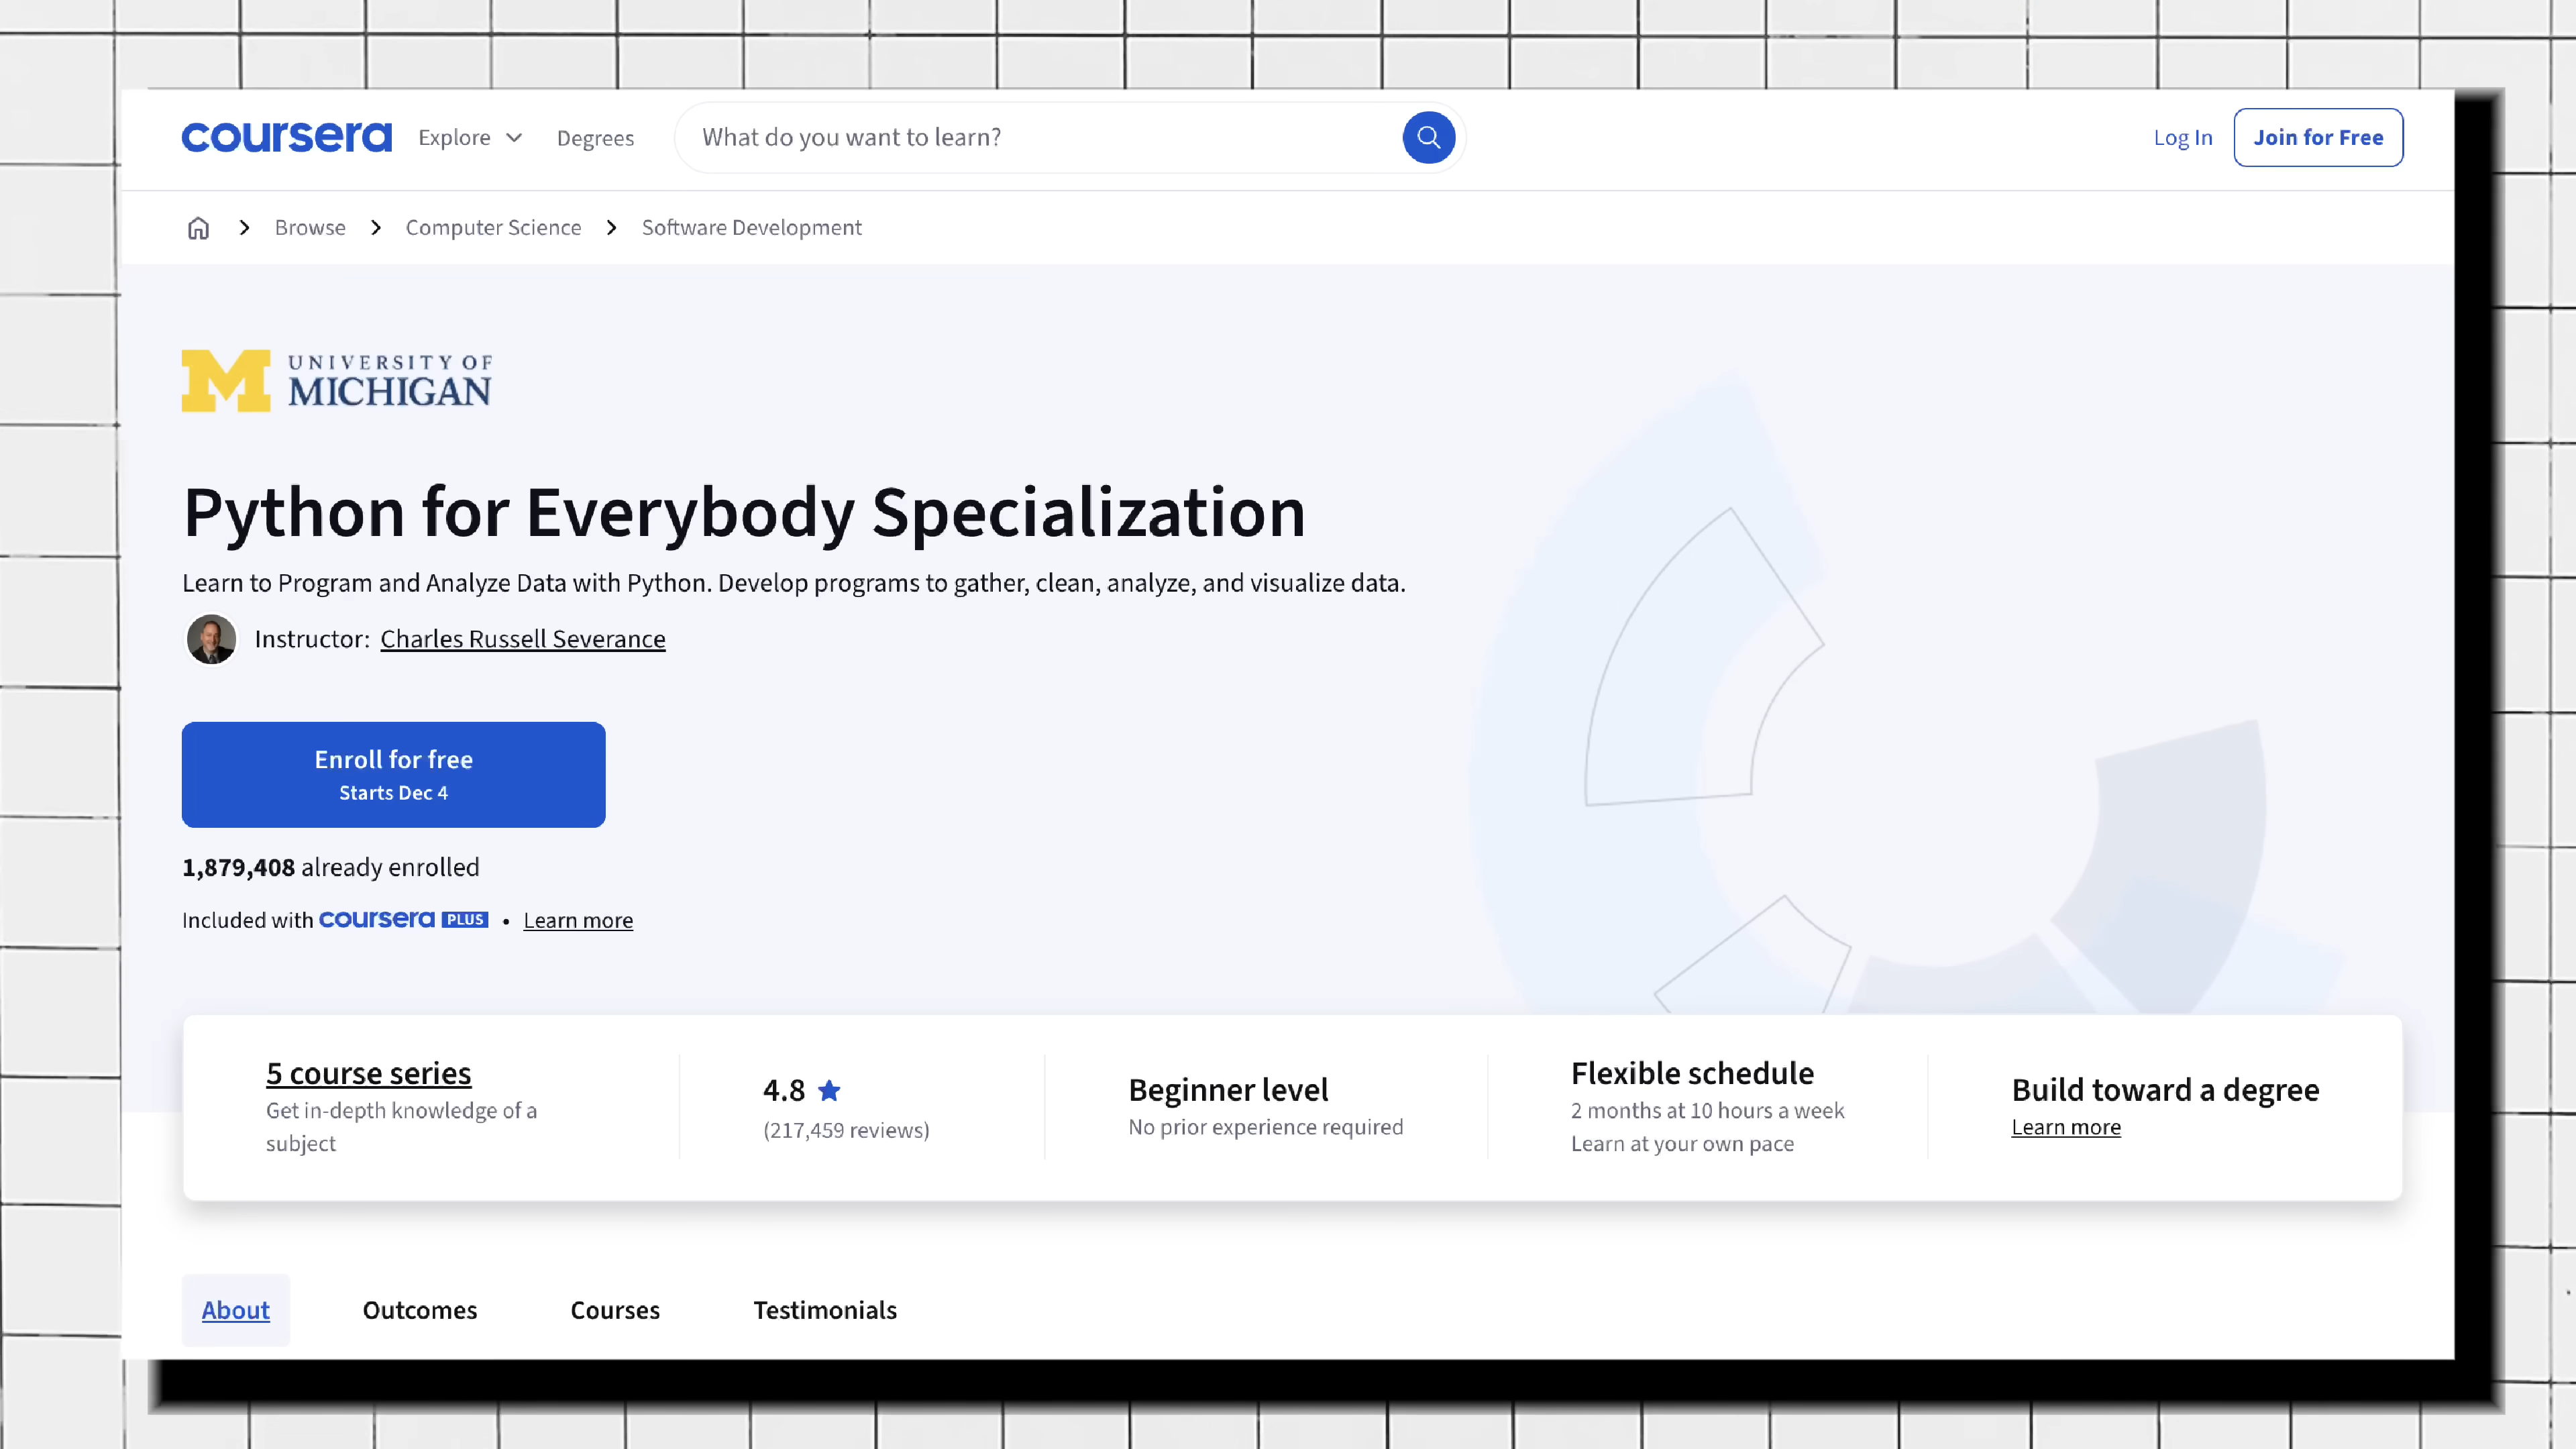 coursera Explore Degrees What do you want to learn? Log In Join for Free
Browse Computer Science Software Development
UNIVERSITY OF
M MICHIGAN
Python for Everybody Specialization
Learn to Program and Analyze Data with Python. Develop programs to gather, clean, analyze, and visualize data.
Instructor: Charles Russell Severance
Enroll for free
Starts Dec 4
1,879,408 already enrolled
Included with coursera PLUS • Learn more
5 course series
Get in-depth knowledge of a
subject
4.8
(217,459 reviews)
Beginner level
No prior experience required
Flexible schedule
2 months at 10 hours a week
Learn at your own pace
Build toward a degree
Learn more
About Outcomes Courses Testimonials